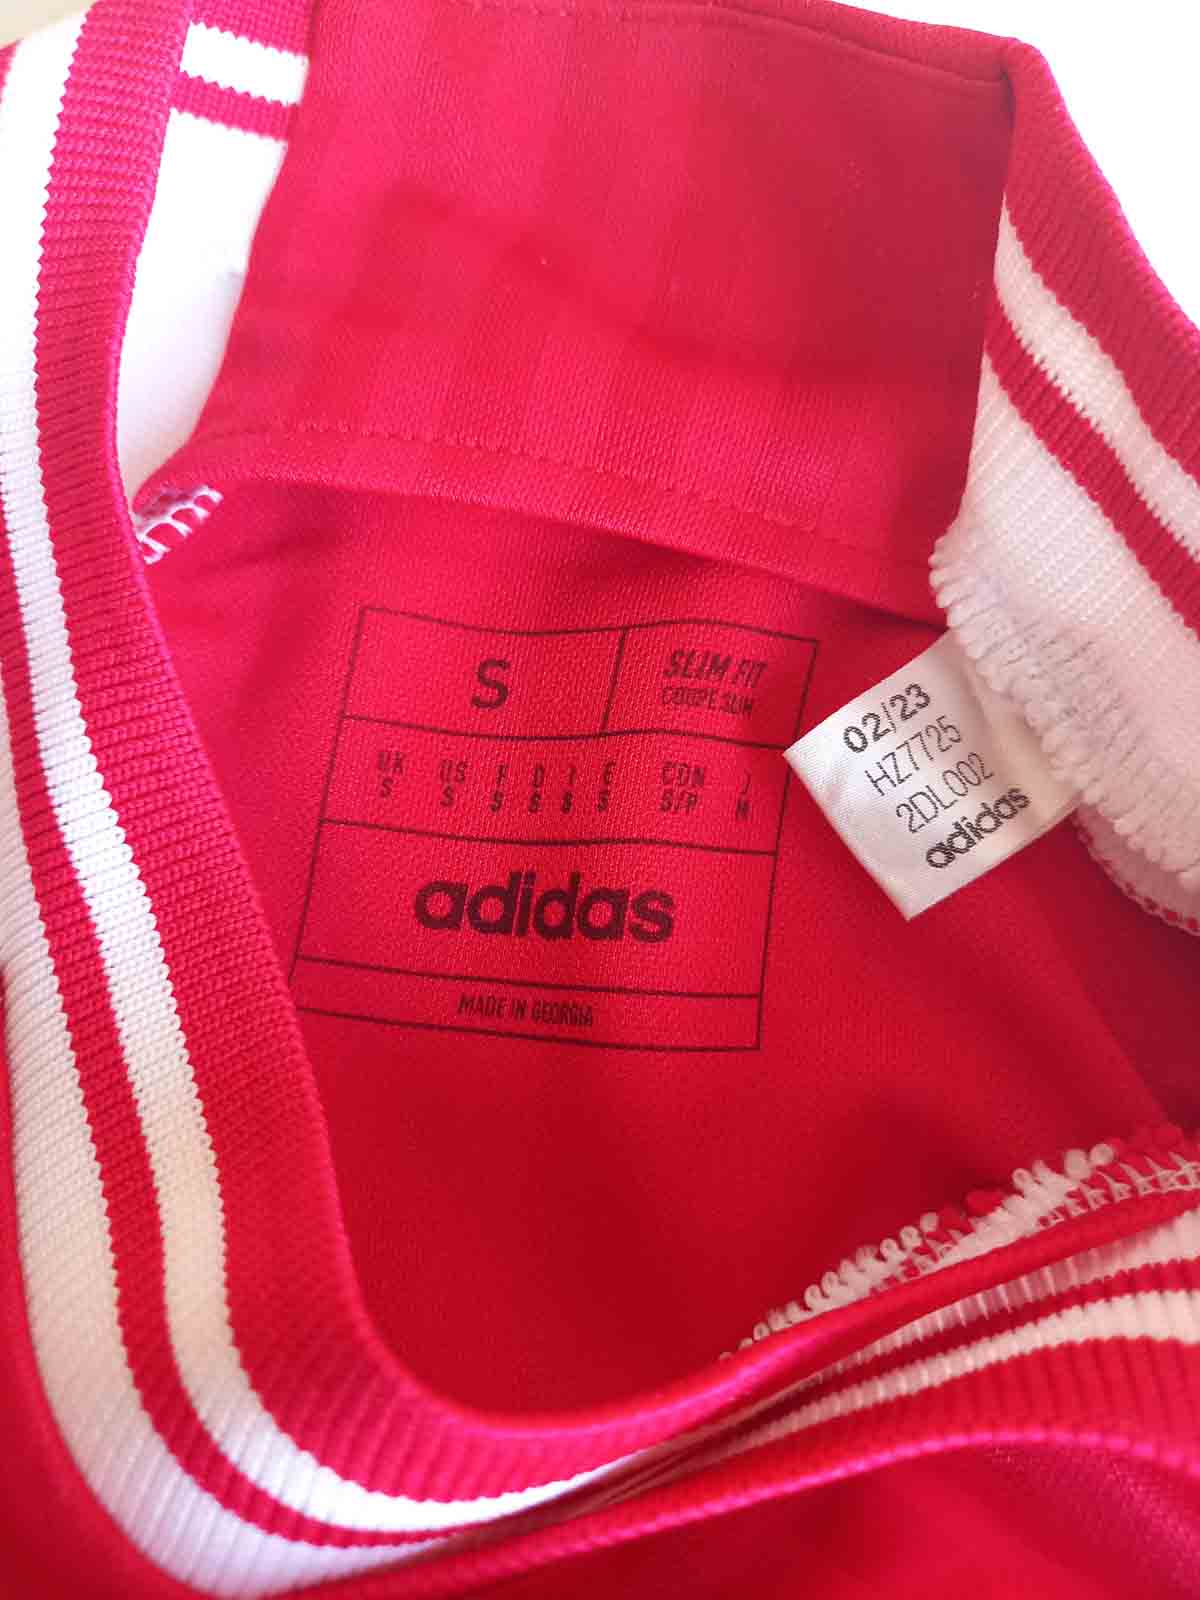 S
SLIM FIT
COUPE SLIM
UK US F D I E CDN J
S S S S S S S/P M
adidas
MADE IN GEORGIA
02/23
HZ7725
2DL002
adidas